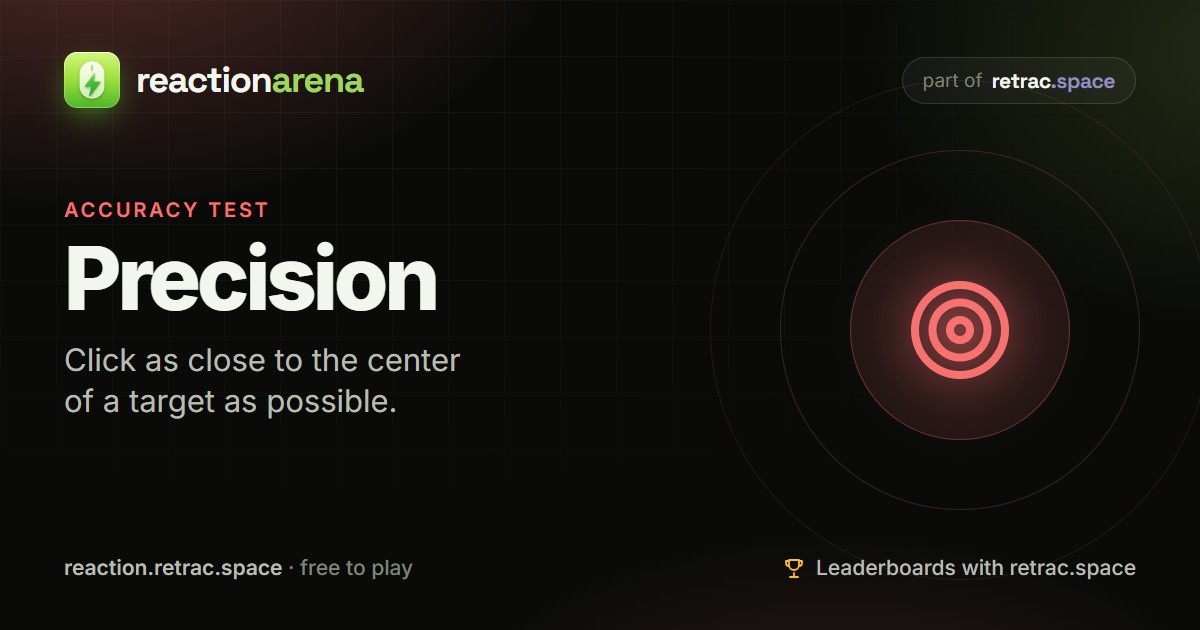 reactionarena
part of retrac.space
ACCURACY TEST
Precision
Click as close to the center
of a target as possible.
reaction.retrac.space · free to play
Leaderboards with retrac.space